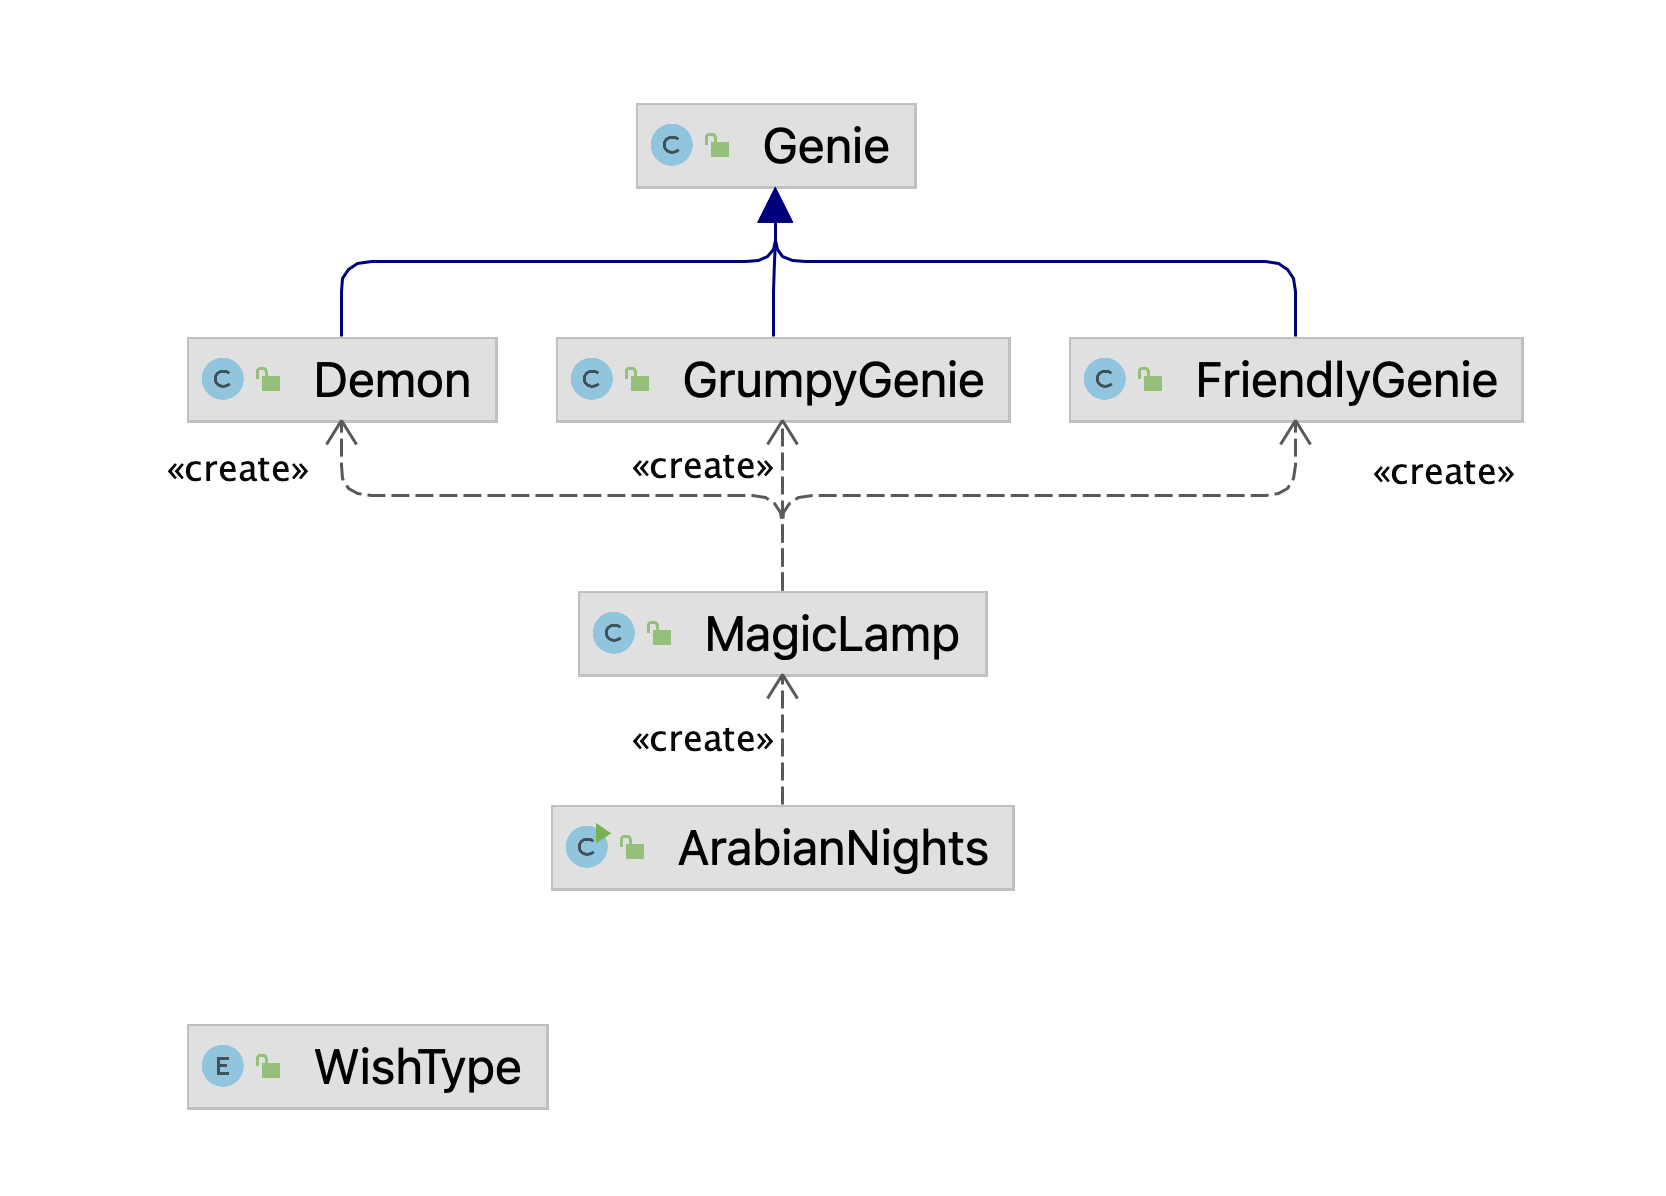 C Genie
C Demon
C GrumpyGenie
C FriendlyGenie
«create»
«create»
«create»
C MagicLamp
«create»
C ArabianNights
E WishType